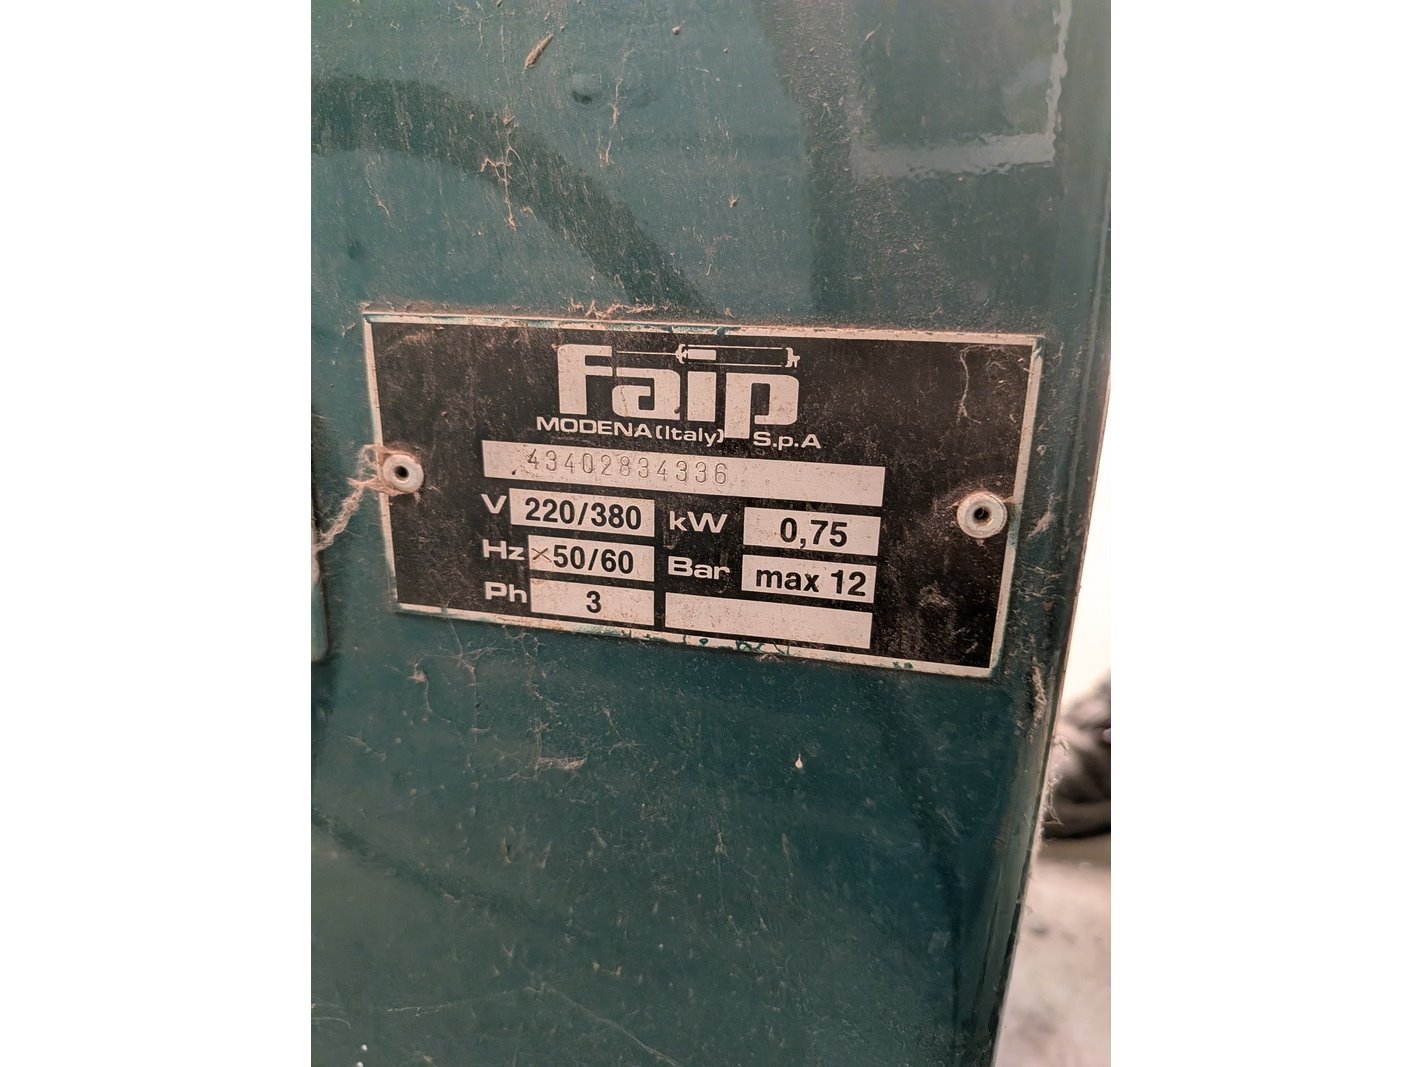 Faip
MODENA (Italy) S.p.A
43402834336
V 220/380 kW 0,75
Hz ×50/60 Bar max 12
Ph 3